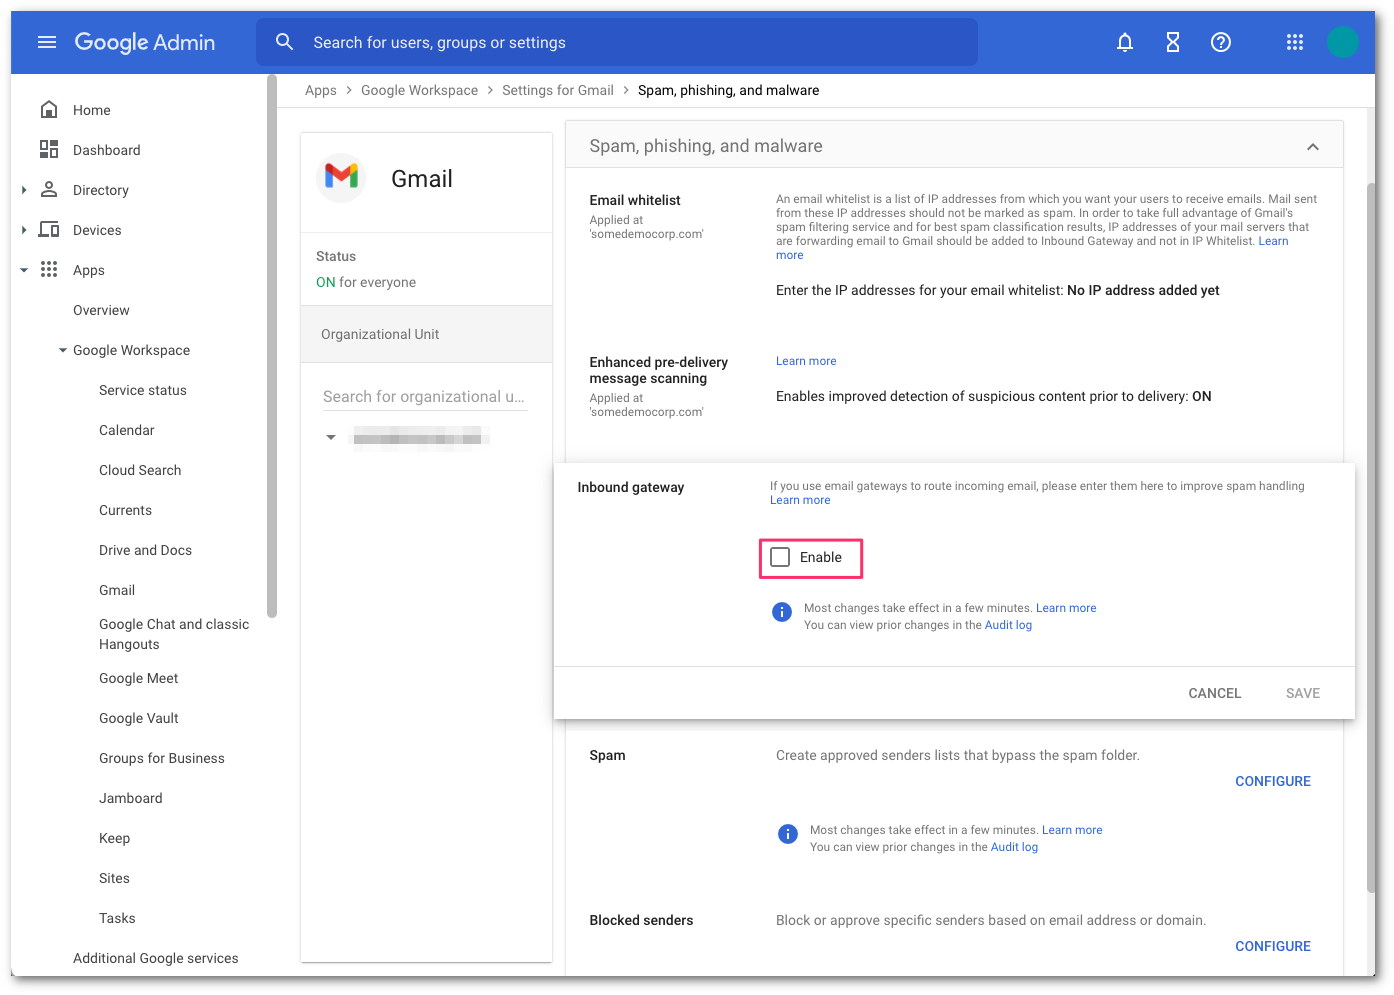 Google Admin
Search for users, groups or settings
Apps > Google Workspace > Settings for Gmail > Spam, phishing, and malware
Home
Dashboard
Directory
Devices
Apps
Overview
Google Workspace
Service status
Calendar
Cloud Search
Currents
Drive and Docs
Gmail
Google Chat and classic
Hangouts
Google Meet
Google Vault
Groups for Business
Jamboard
Keep
Sites
Tasks
Additional Google services
Gmail
Status
ON for everyone
Organizational Unit
Search for organizational u...
Spam, phishing, and malware
Email whitelist
Applied at
'somedemocorp.com'
An email whitelist is a list of IP addresses from which you want your users to receive emails. Mail sent
from these IP addresses should not be marked as spam. In order to take full advantage of Gmail's
spam filtering service and for best spam classification results, IP addresses of your mail servers that
are forwarding email to Gmail should be added to Inbound Gateway and not in IP Whitelist. Learn
more
Enter the IP addresses for your email whitelist: No IP address added yet
Enhanced pre-delivery
message scanning
Applied at
'somedemocorp.com'
Learn more
Enables improved detection of suspicious content prior to delivery: ON
Inbound gateway
If you use email gateways to route incoming email, please enter them here to improve spam handling
Learn more
Enable
Most changes take effect in a few minutes. Learn more
You can view prior changes in the Audit log
CANCEL
SAVE
Spam
Create approved senders lists that bypass the spam folder.
CONFIGURE
Most changes take effect in a few minutes. Learn more
You can view prior changes in the Audit log
Blocked senders
Block or approve specific senders based on email address or domain.
CONFIGURE